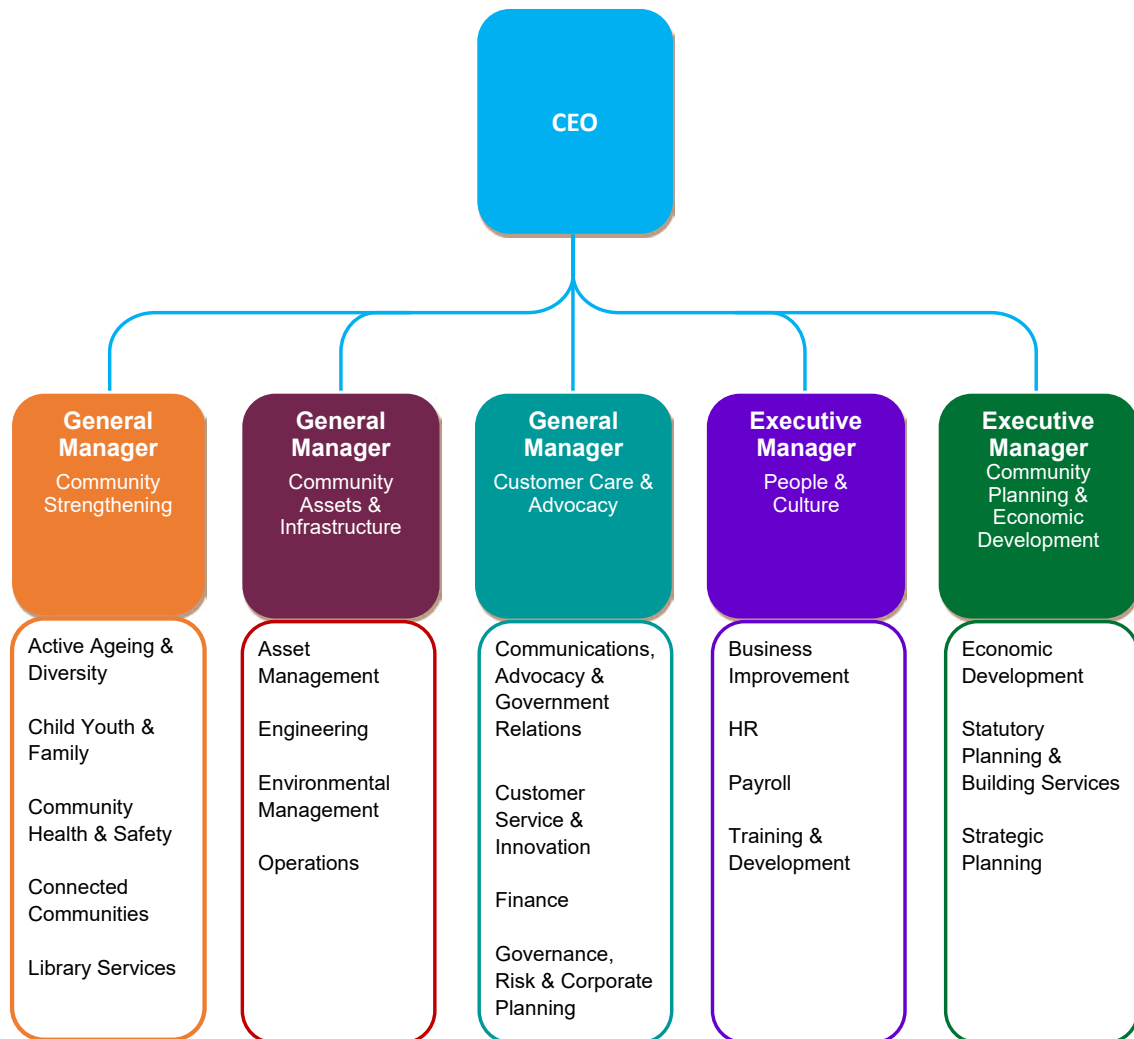 CEO
General
Manager
Community
Strengthening
General
Manager
Community
Assets &
Infrastructure
General
Manager
Customer Care &
Advocacy
Executive
Manager
People &
Culture
Executive
Manager
Community
Planning &
Economic
Development
Active Ageing &
Diversity
Child Youth &
Family
Community
Health & Safety
Connected
Communities
Library Services
Asset
Management
Engineering
Environmental
Management
Operations
Communications,
Advocacy &
Government
Relations
Customer
Service &
Innovation
Finance
Governance,
Risk & Corporate
Planning
Business
Improvement
HR
Payroll
Training &
Development
Economic
Development
Statutory
Planning &
Building Services
Strategic
Planning